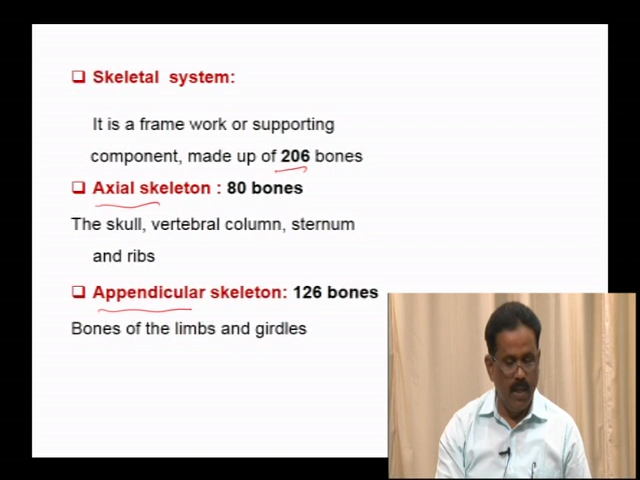 Skeletal system:
It is a frame work or supporting
component, made up of 206 bones
Axial skeleton : 80 bones
The skull, vertebral column, sternum
and ribs
Appendicular skeleton: 126 bones
Bones of the limbs and girdles